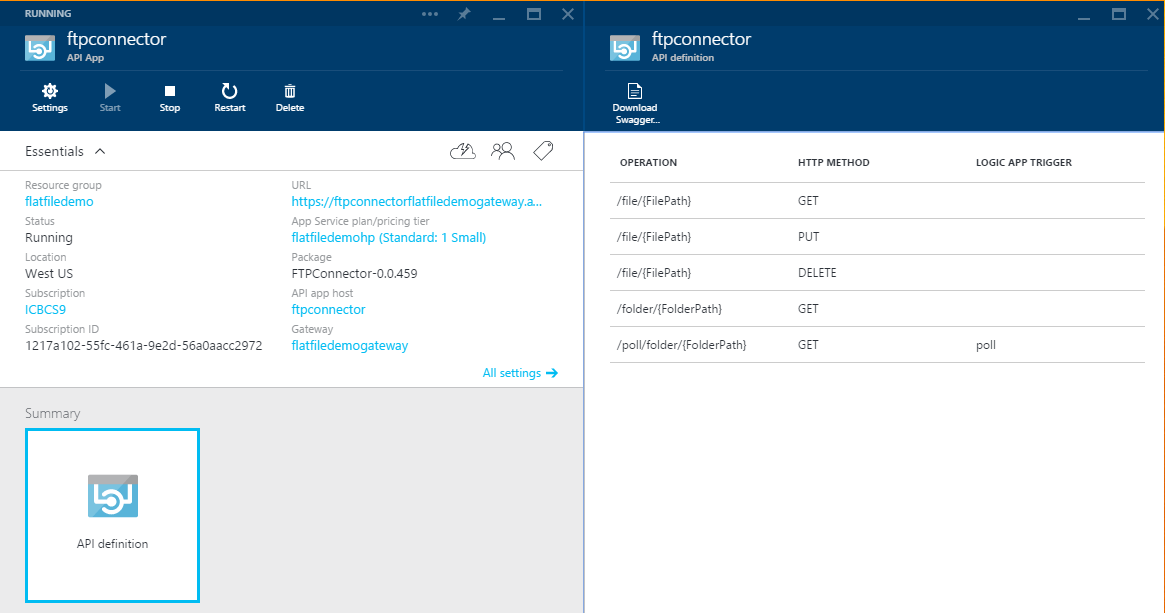 RUNNING
ftpconnector
API App
Settings
Start
Stop
Restart
Delete
Essentials
Resource group
flatfiledemo
Status
Running
Location
West US
Subscription
ICBCS9
Subscription ID
1217a102-55fc-461a-9e2d-56a0aacc2972
URL
https://ftpconnectorflatfiledemogateway.a...
App Service plan/pricing tier
flatfiledemohp (Standard: 1 Small)
Package
FTPConnector-0.0.459
API app host
ftpconnector
Gateway
flatfiledemogateway
All settings
Summary
API definition
ftpconnector
API definition
Download
Swagger...
OPERATION HTTP METHOD LOGIC APP TRIGGER
/file/{FilePath} GET
/file/{FilePath} PUT
/file/{FilePath} DELETE
/folder/{FolderPath} GET
/poll/folder/{FolderPath} GET poll